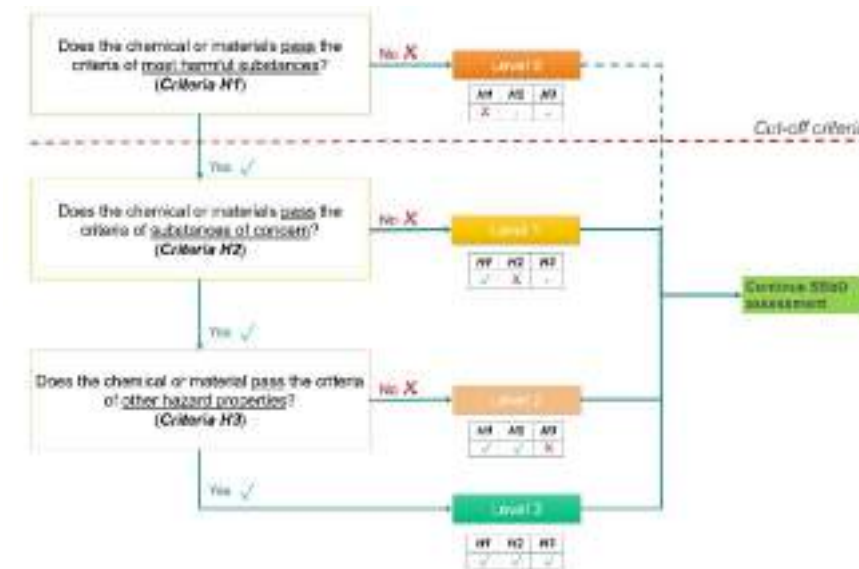 Does the chemical or materials pass the
criteria of most harmful substances?
(Criteria H1)
No X
Level 0
H1 H2 H3
X - -
Cut-off criteria
Yes ✓
Does the chemical or materials pass the
criteria of substances of concern?
(Criteria H2)
No X
Level 1
H1 H2 H3
✓ X -
Continue SSbD
assessment
Yes ✓
Does the chemical or material pass the criteria
of other hazard properties?
(Criteria H3)
No X
Level 2
H1 H2 H3
✓ ✓ X
Yes ✓
Level 3
H1 H2 H3
✓ ✓ ✓